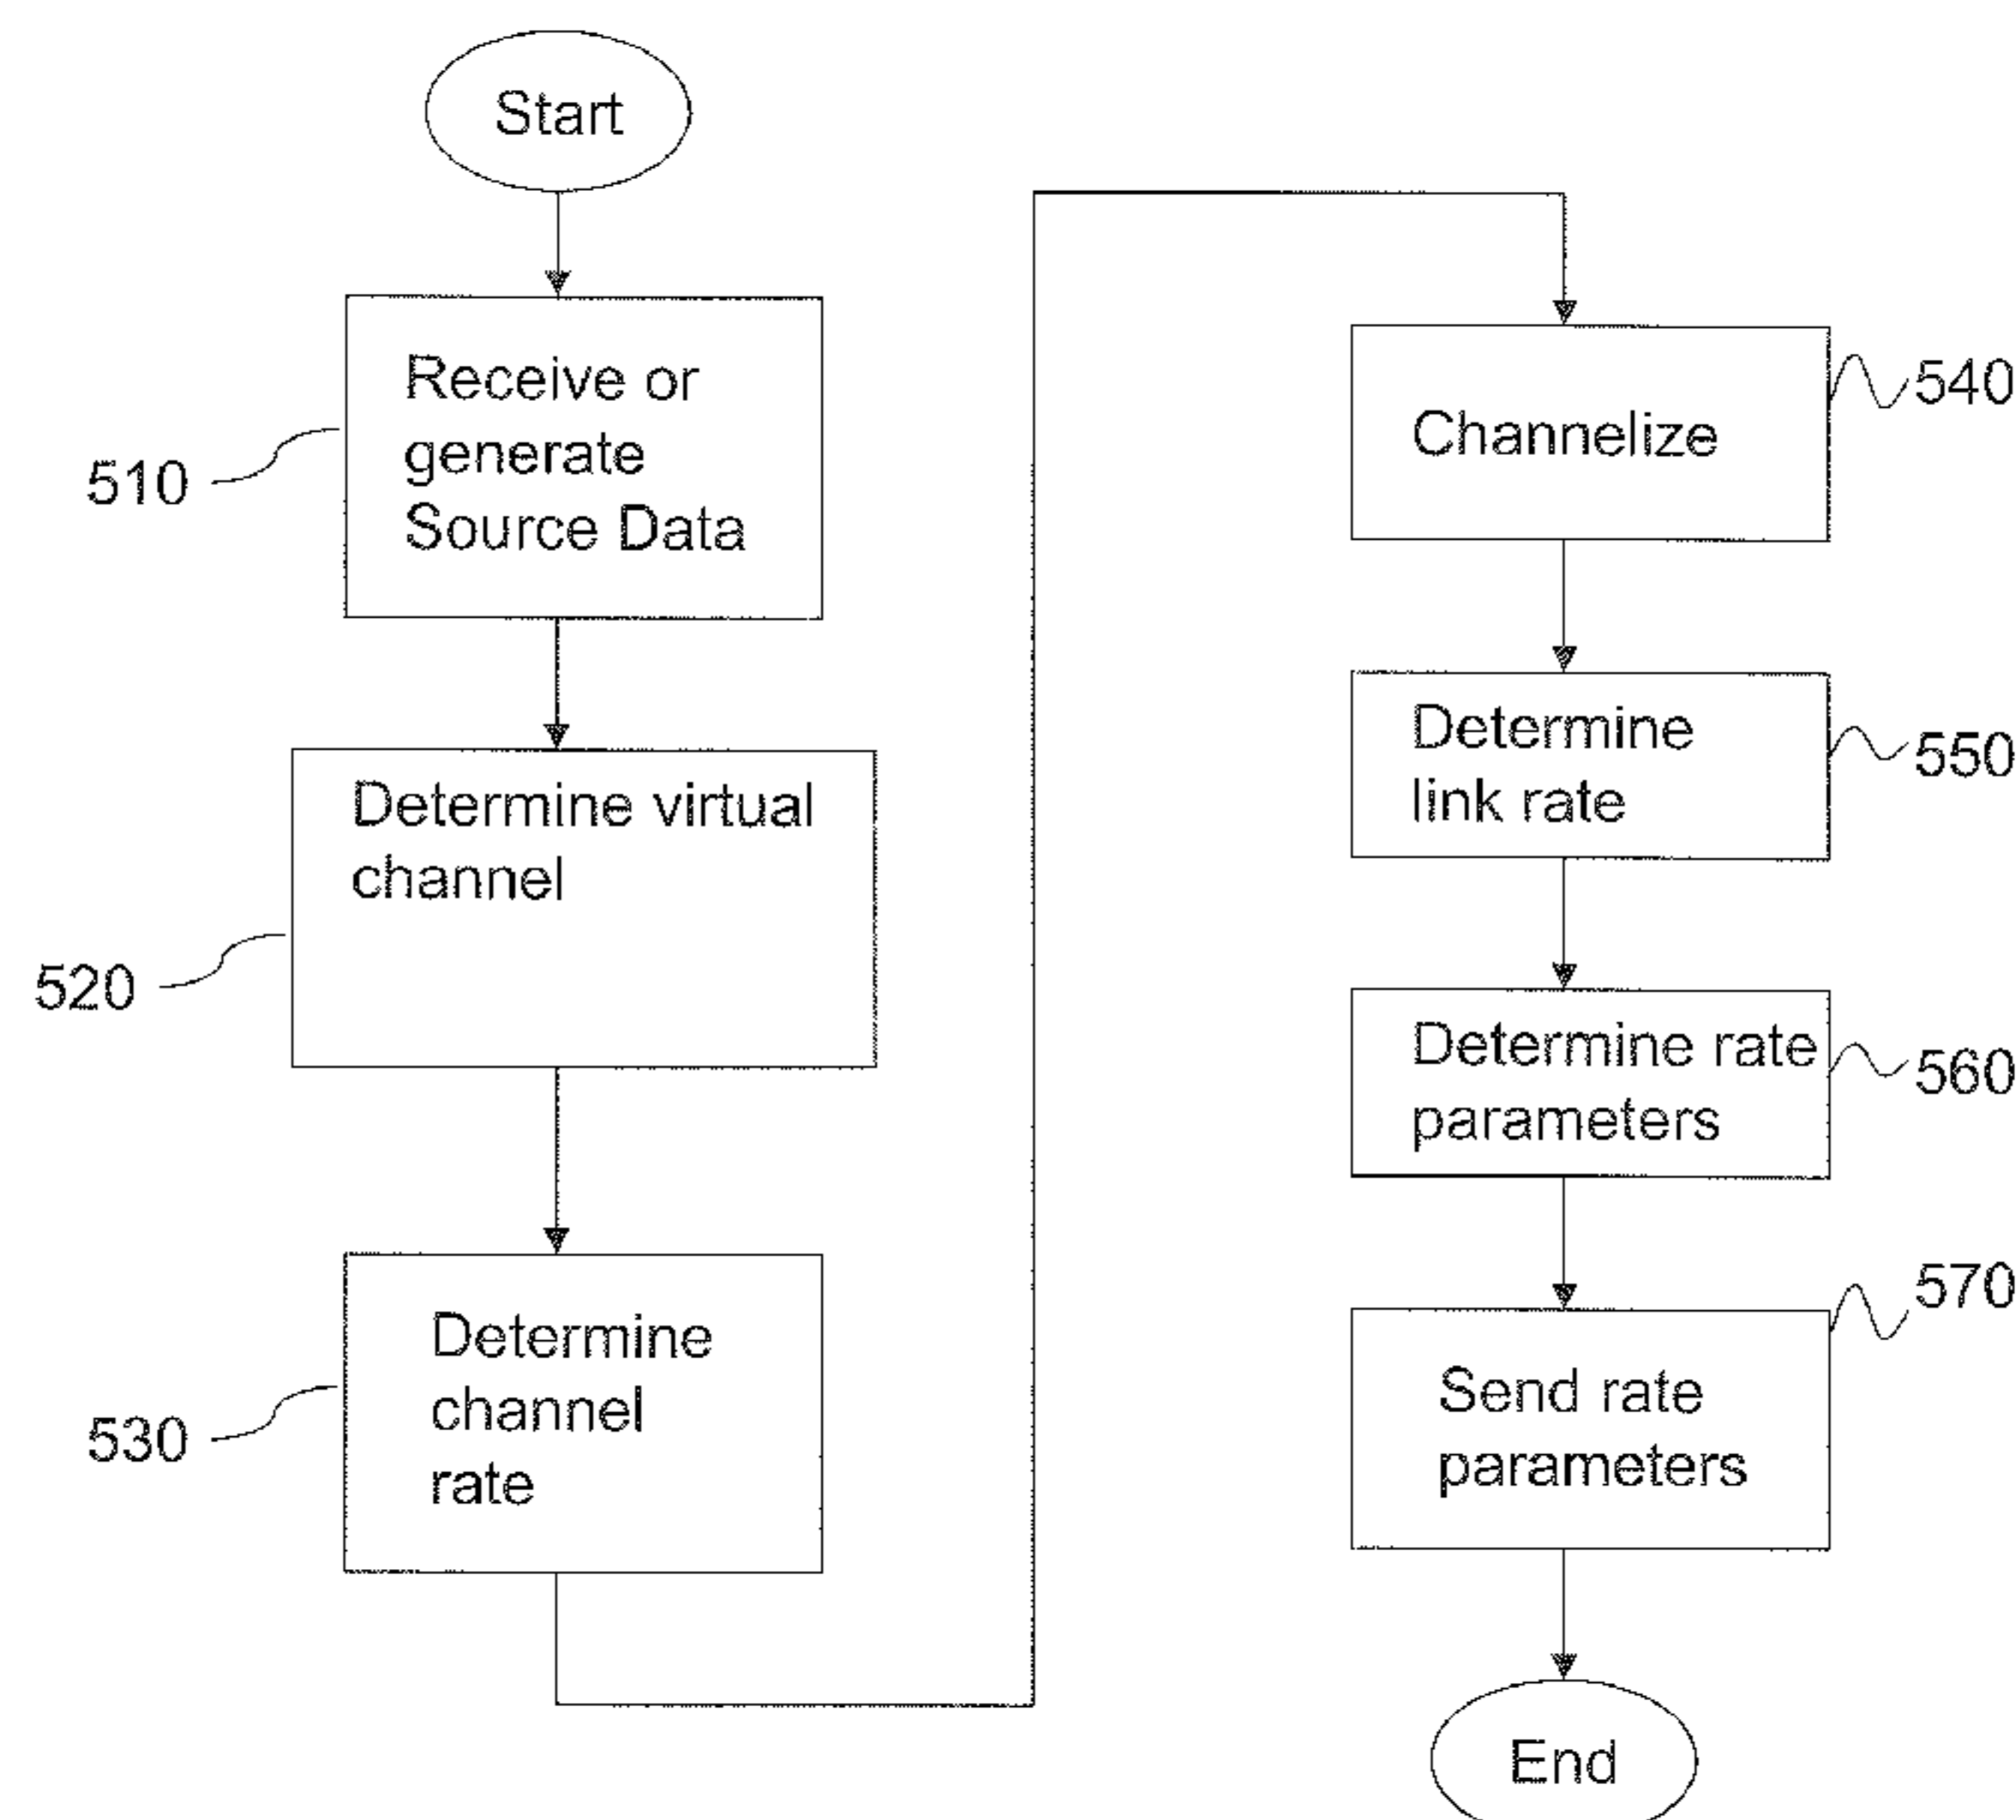 Start
510
Receive or
generate
Source Data
520
Determine virtual
channel
530
Determine
channel
rate
Channelize
540
Determine
link rate
550
Determine rate
parameters
560
Send rate
parameters
570
End